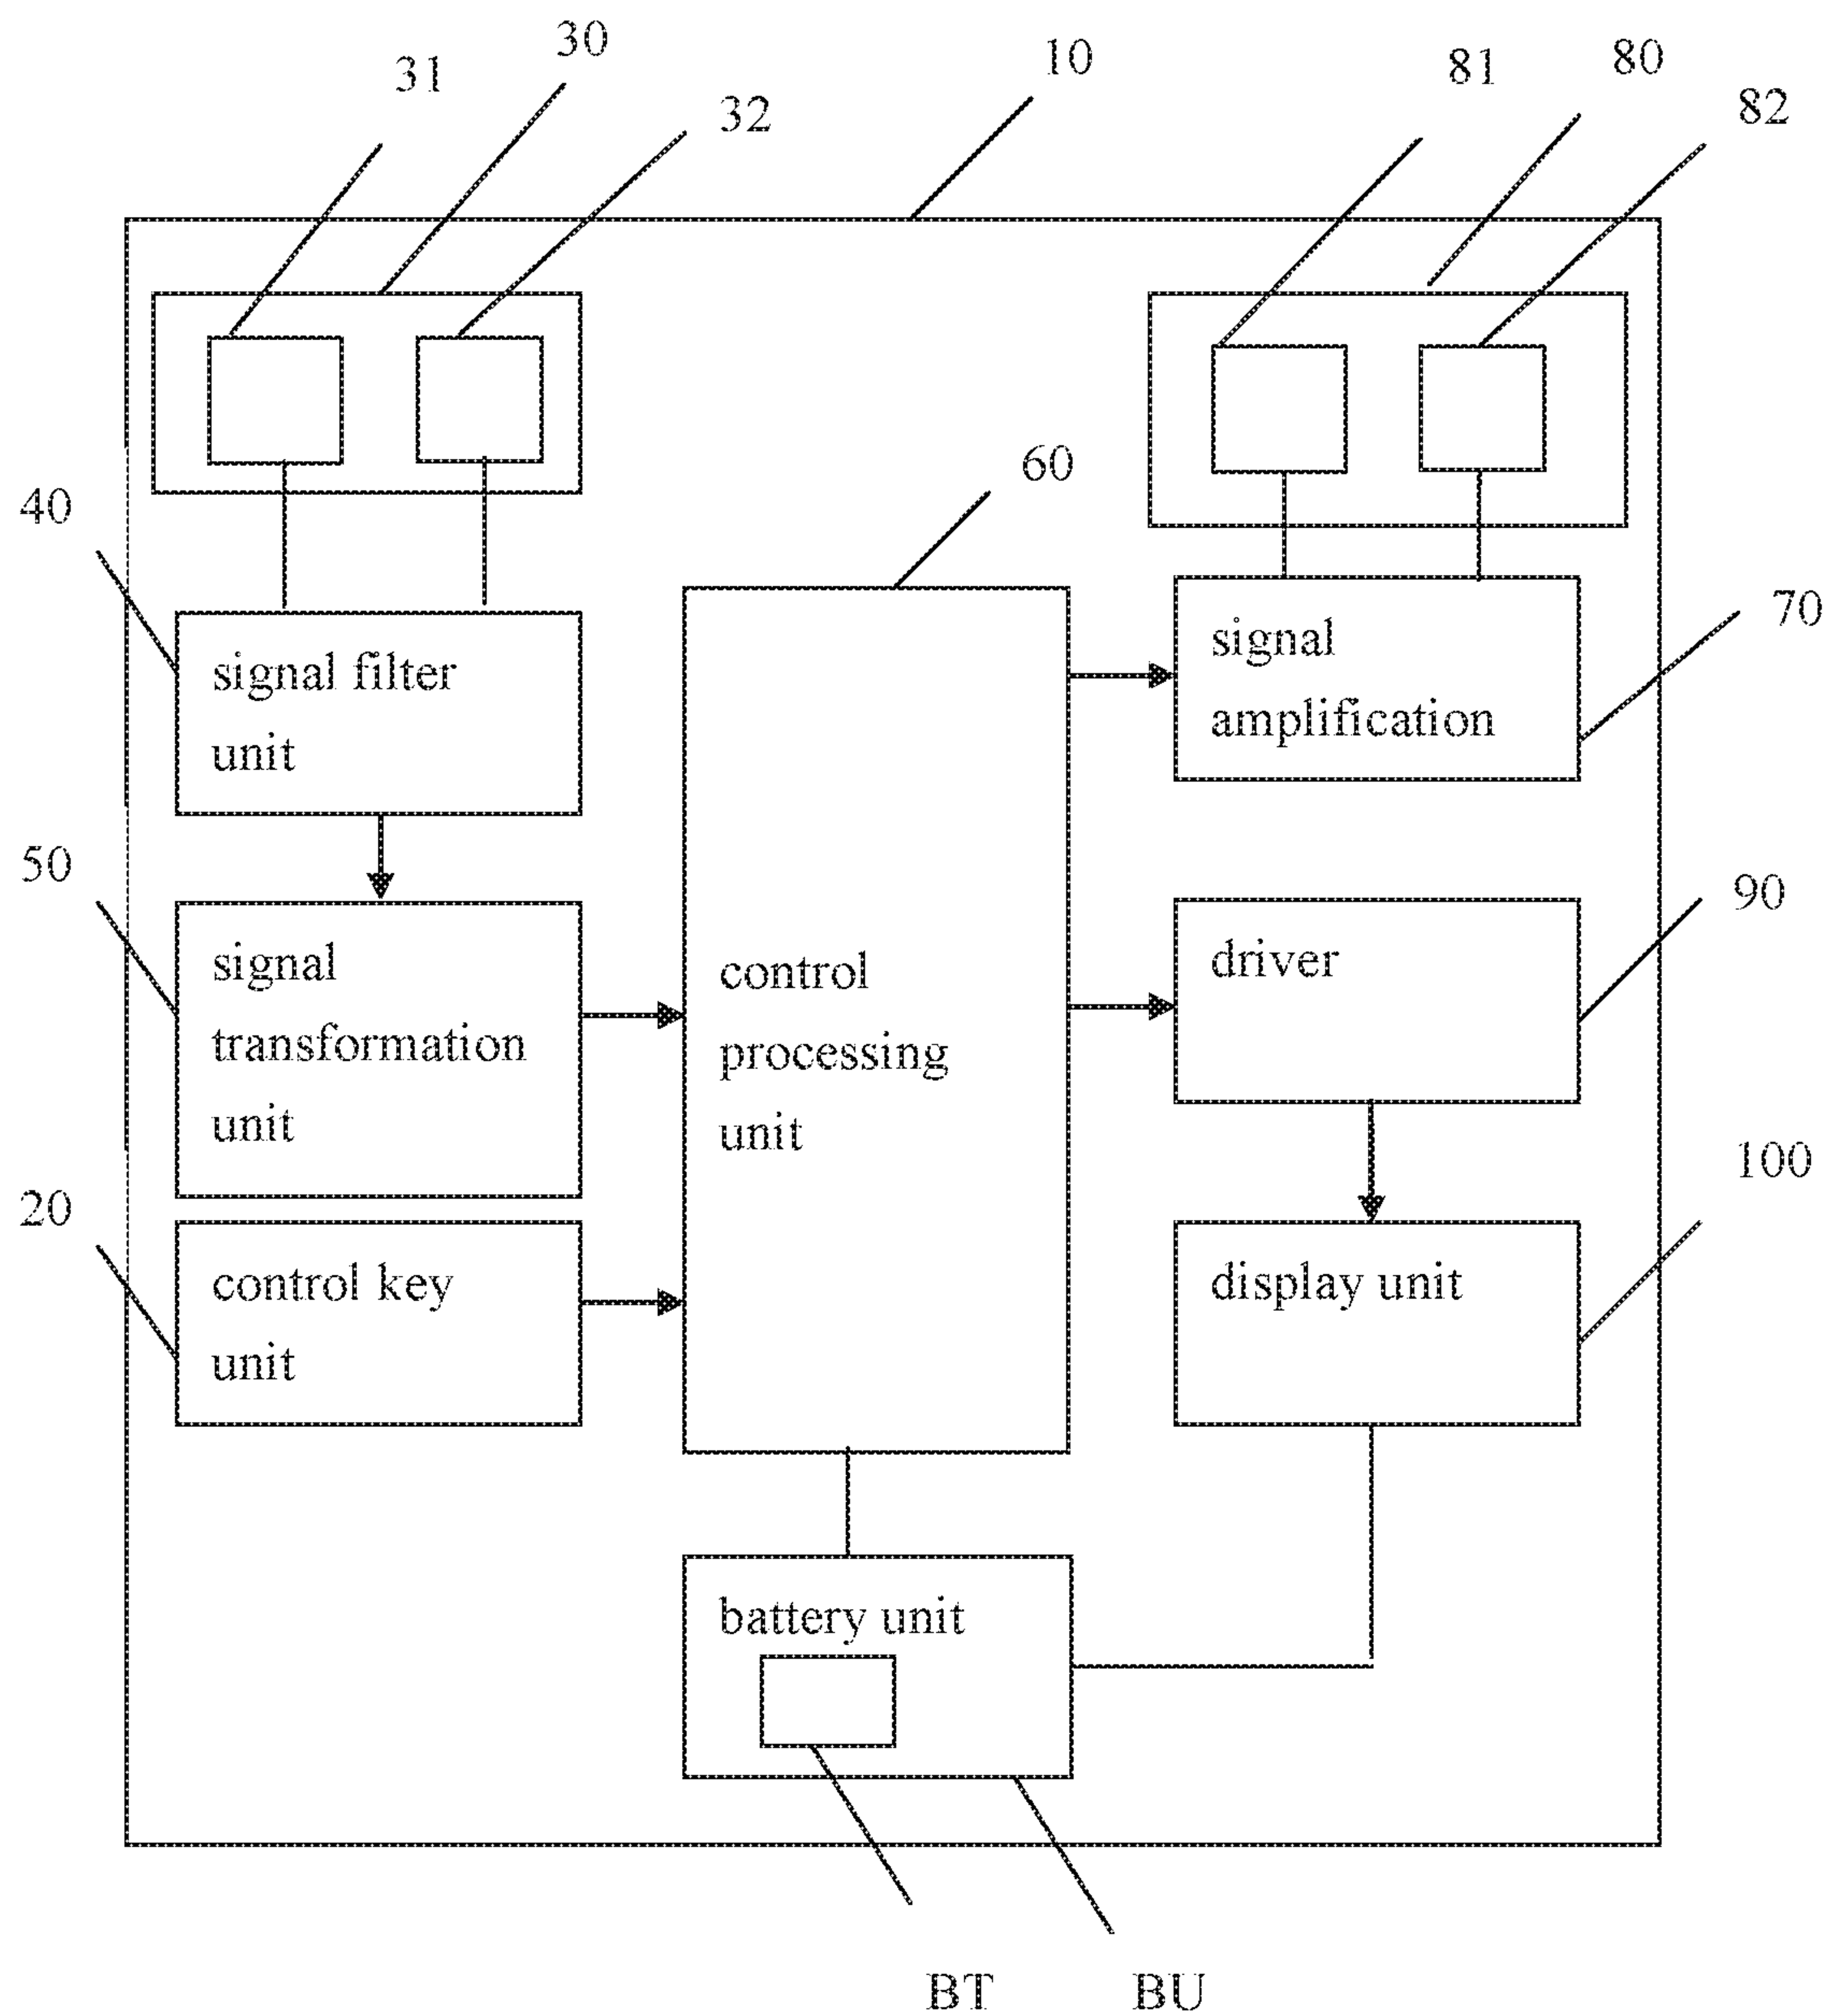 30
10
31
81
80
32
82
60
40
signal filter
unit
signal
amplification
70
50
signal
transformation
unit
control
processing
unit
driver
90
20
control key
unit
display unit
100
battery unit
BT
BU